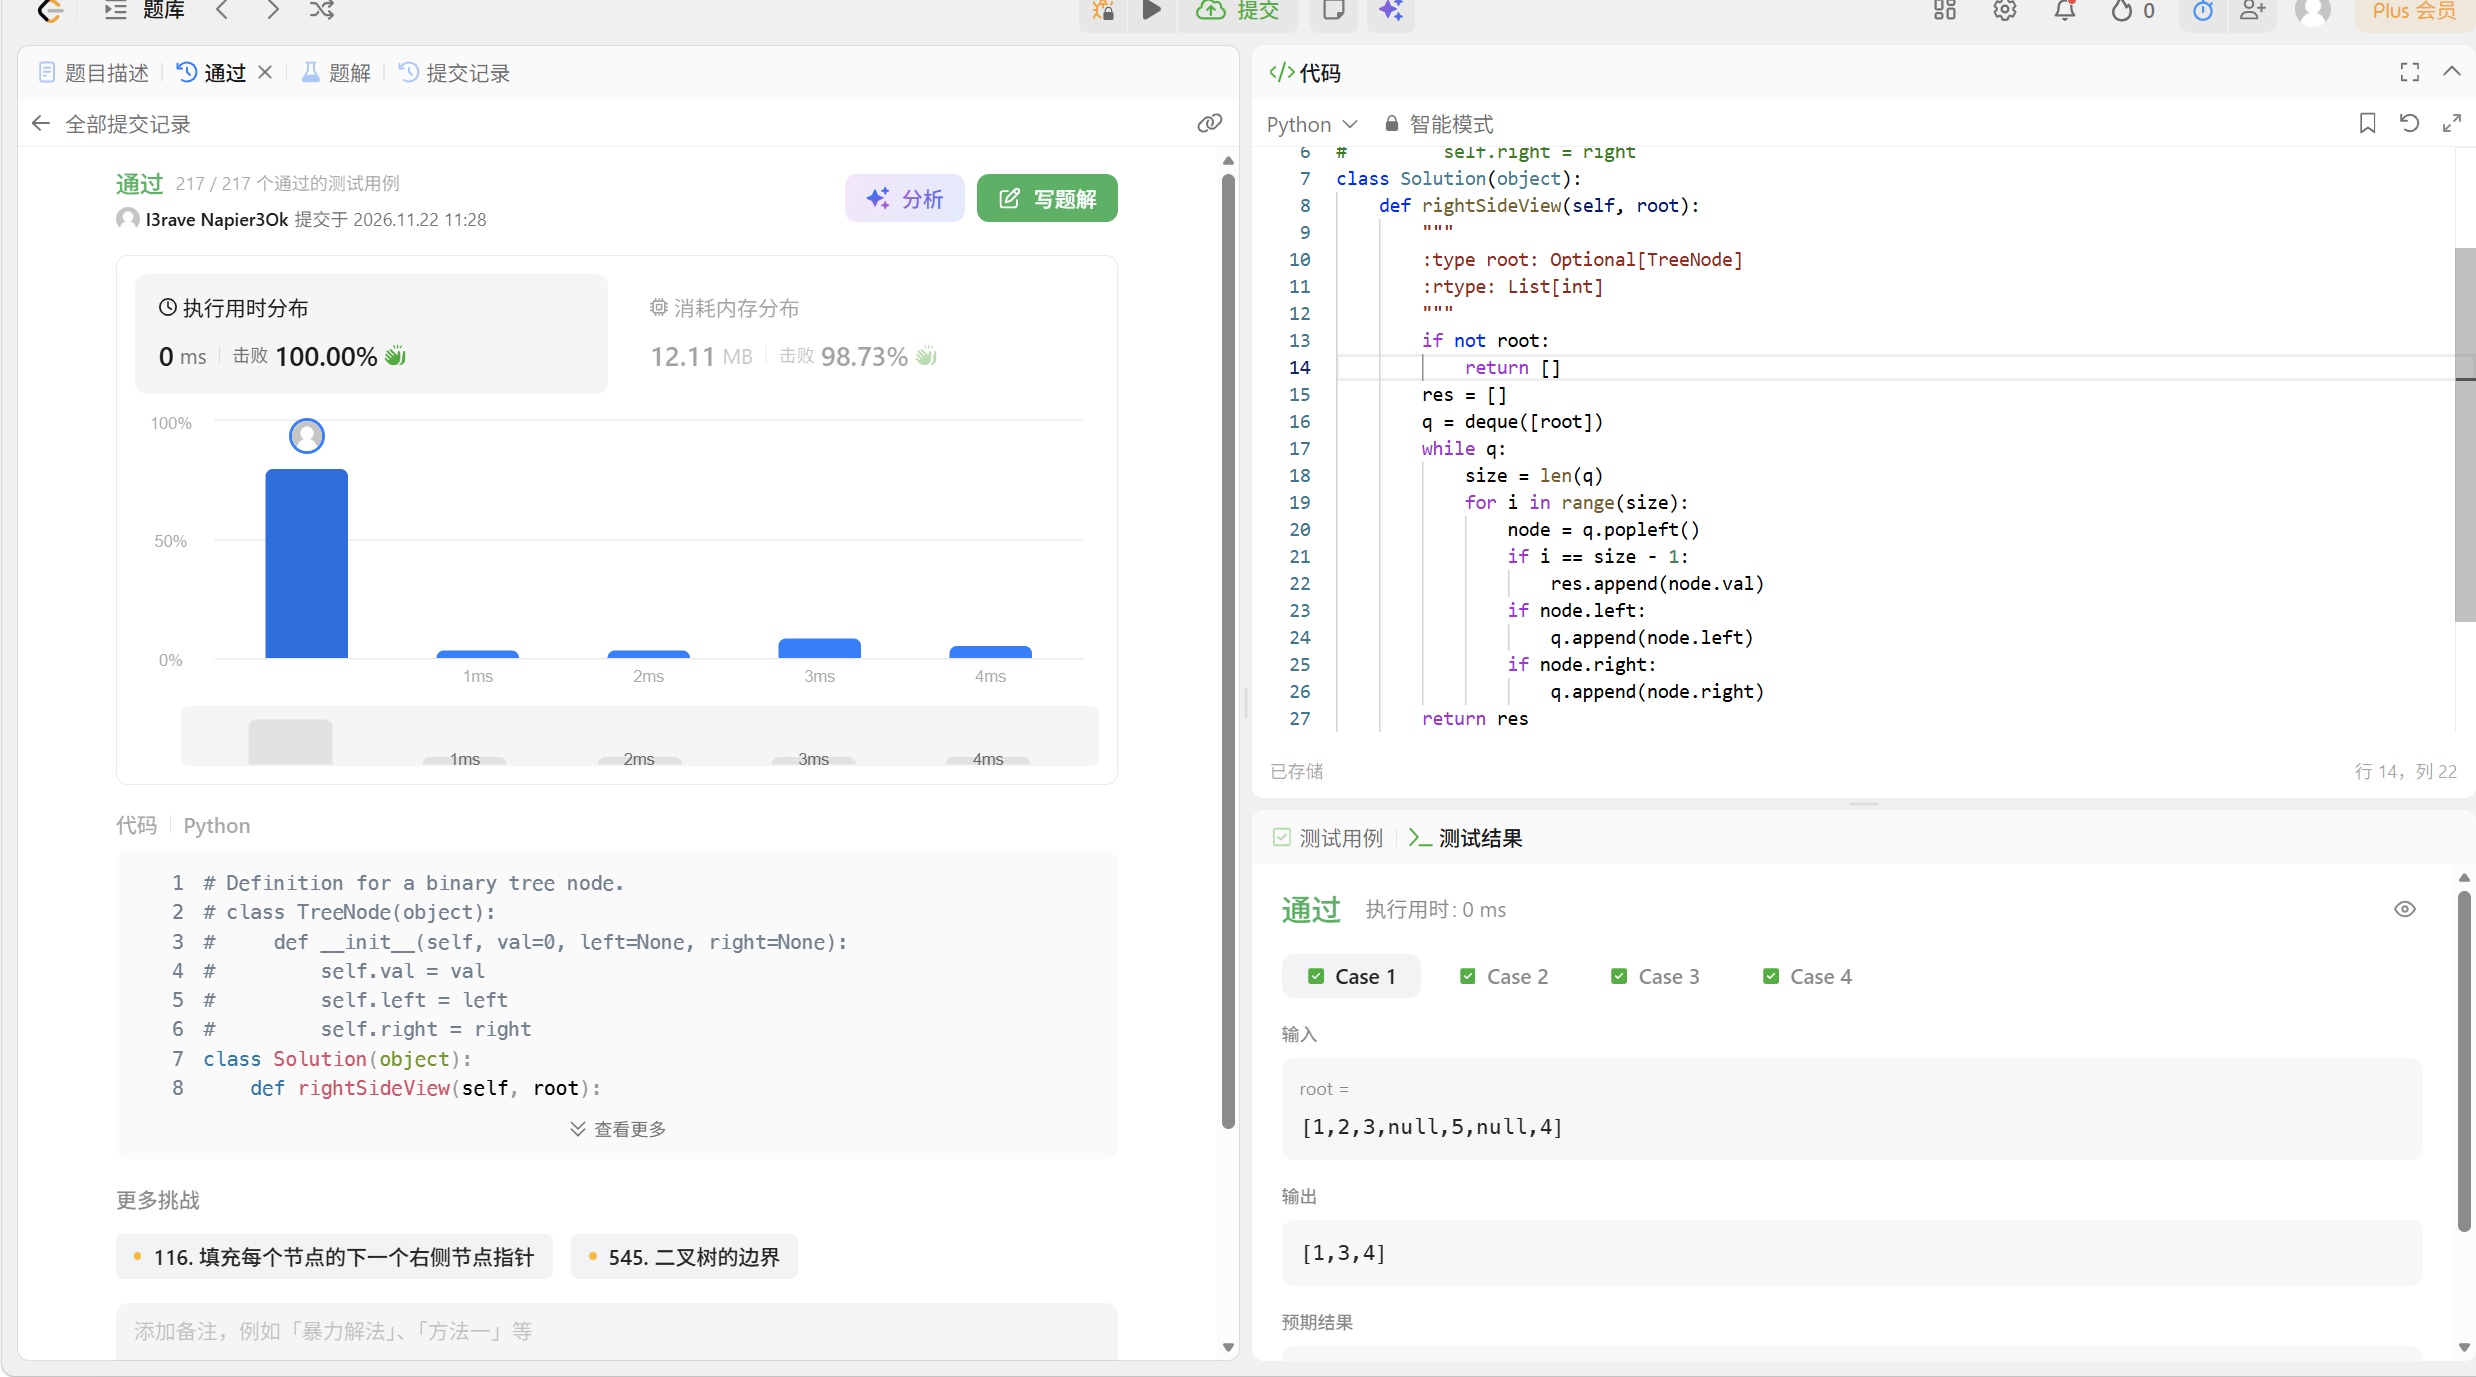 题库
提交
0
Plus 会员
题目描述
通过
题解
提交记录
全部提交记录
通过 217 / 217 个通过的测试用例
l3rave Napier3Ok 提交于 2026.11.22 11:28
分析
写题解
执行用时分布
0 ms 击败 100.00%
消耗内存分布
12.11 MB 击败 98.73%
100%
50%
0%
1ms 2ms 3ms 4ms
1ms 2ms 3ms 4ms
代码 Python
1 # Definition for a binary tree node.
2 # class TreeNode(object):
3 #     def __init__(self, val=0, left=None, right=None):
4 #         self.val = val
5 #         self.left = left
6 #         self.right = right
7 class Solution(object):
8     def rightSideView(self, root):
查看更多
更多挑战
116. 填充每个节点的下一个右侧节点指针
545. 二叉树的边界
添加备注，例如「暴力解法」、「方法一」等
代码
Python
智能模式
6 #         self.right = right
7 class Solution(object):
8     def rightSideView(self, root):
9         """
10         :type root: Optional[TreeNode]
11         :rtype: List[int]
12         """
13         if not root:
14             return []
15         res = []
16         q = deque([root])
17         while q:
18             size = len(q)
19             for i in range(size):
20                 node = q.popleft()
21                 if i == size - 1:
22                     res.append(node.val)
23                 if node.left:
24                     q.append(node.left)
25                 if node.right:
26                     q.append(node.right)
27         return res
已存储
行 14，列 22
测试用例
测试结果
通过 执行用时: 0 ms
Case 1 Case 2 Case 3 Case 4
输入
root =
[1,2,3,null,5,null,4]
输出
[1,3,4]
预期结果